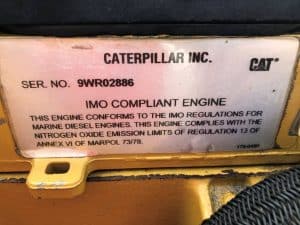 CATERPILLAR INC.
CAT
SER. NO. 9WR02886
IMO COMPLIANT ENGINE
THIS ENGINE CONFORMS TO THE IMO REGULATIONS FOR
MARINE DIESEL ENGINES. THIS ENGINE COMPLIES WITH THE
NITROGEN OXIDE EMISSION LIMITS OF REGULATION 13 OF
ANNEX VI OF MARPOL 73/78.